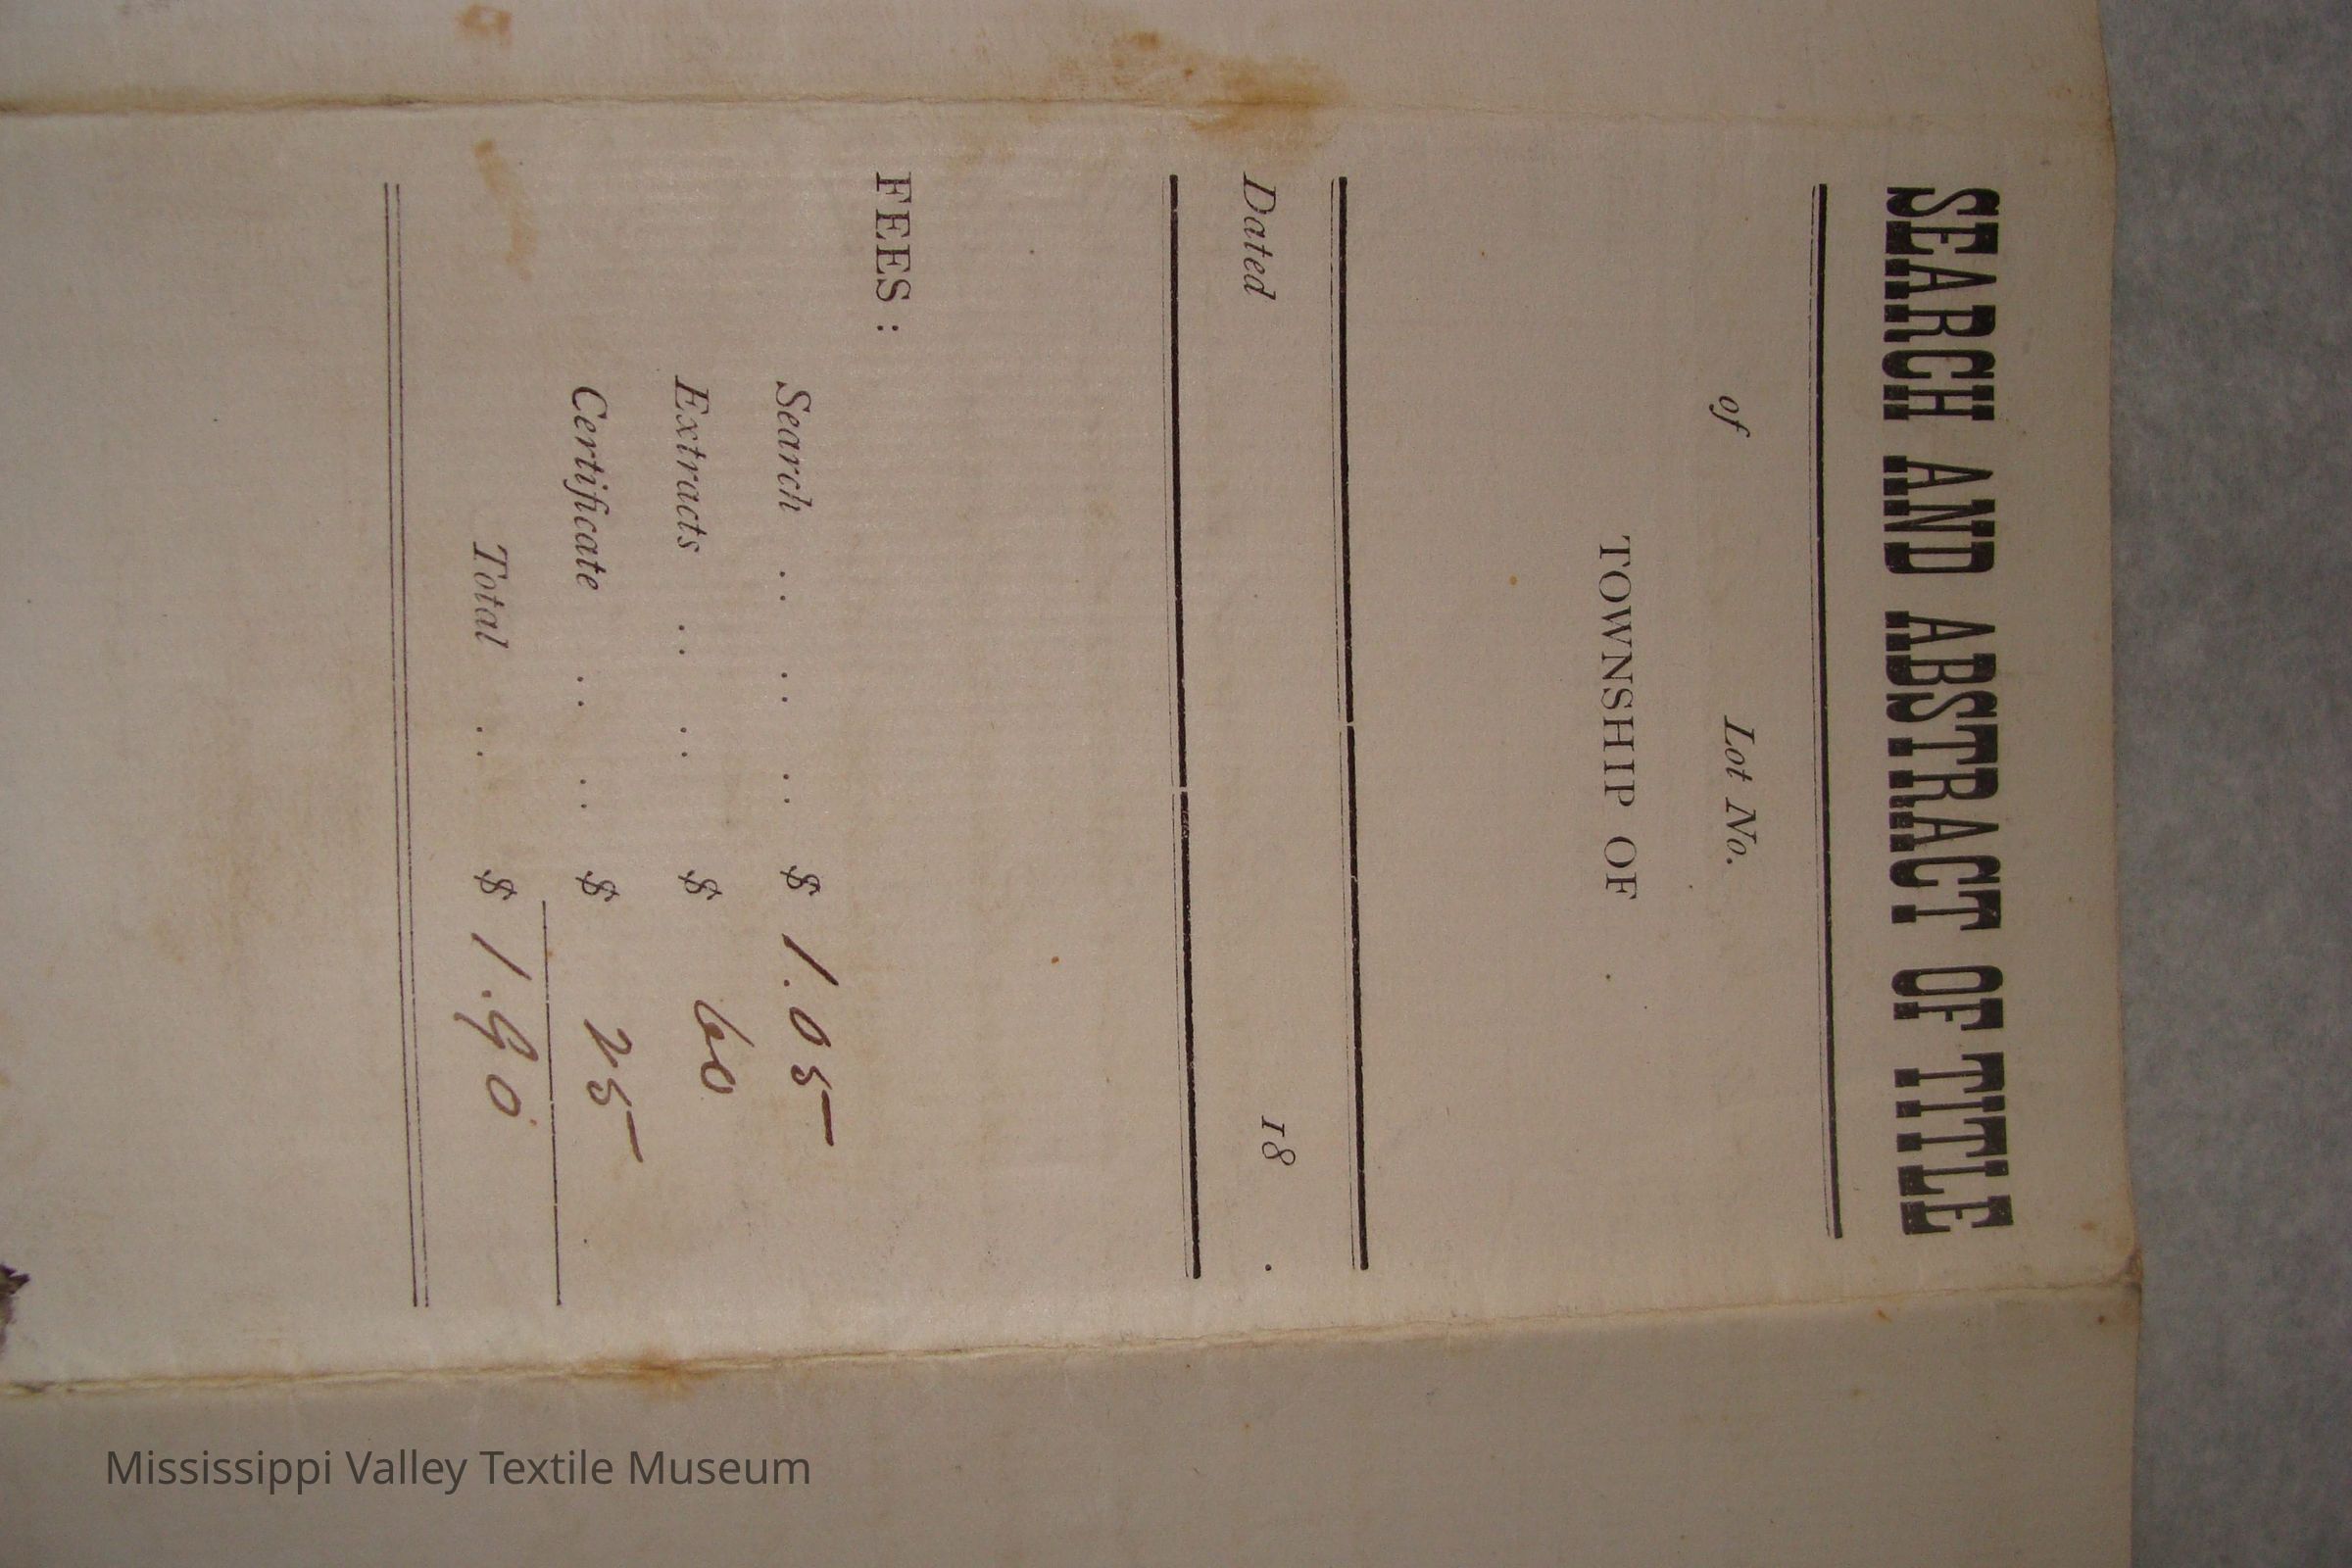 SEARCH AND ABSTRACT OF TITLE
of Lot No.
TOWNSHIP OF
Dated 18 .
FEES :
Search .. .. .. $ 1.05
Extracts .. .. $ 60
Certificate .. .. $ 25
Total .. $ 1.90
Mississippi Valley Textile Museum